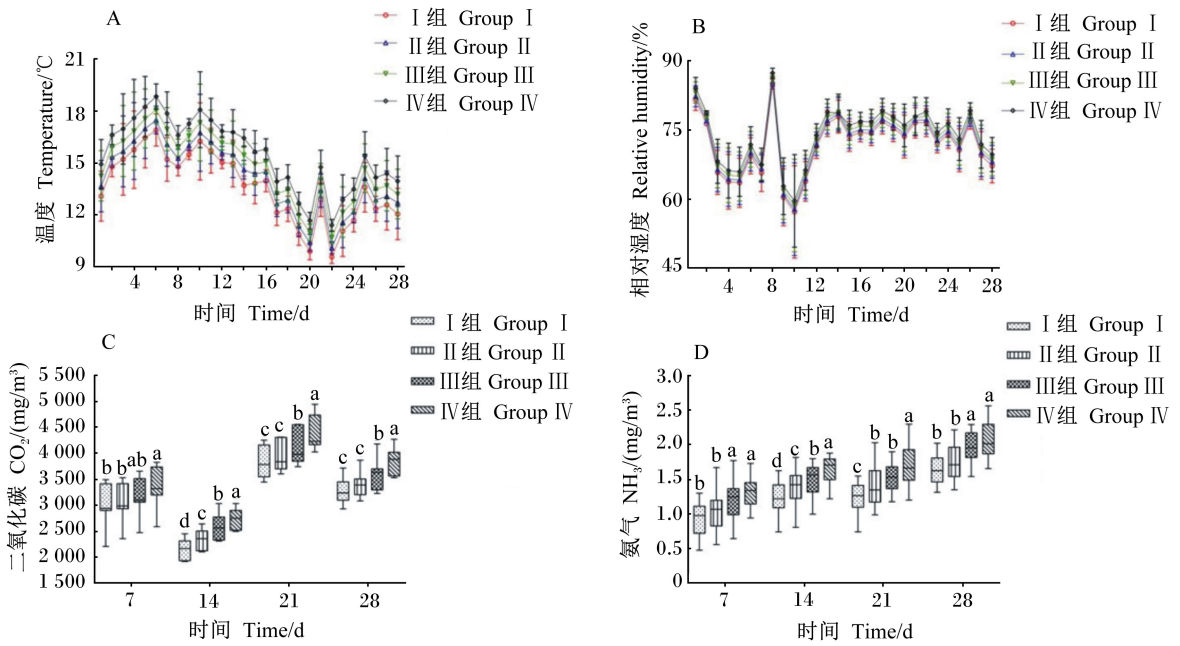 A
Ⅰ组 Group Ⅰ
Ⅱ组 Group Ⅱ
Ⅲ组 Group Ⅲ
Ⅳ组 Group Ⅳ
温度 Temperature/℃
21
18
15
12
9
4 8 12 16 20 24 28
时间 Time/d
B
Ⅰ组 Group Ⅰ
Ⅱ组 Group Ⅱ
Ⅲ组 Group Ⅲ
Ⅳ组 Group Ⅳ
相对湿度 Relative humidity/%
90
75
60
45
4 8 12 16 20 24 28
时间 Time/d
C
Ⅰ组 Group Ⅰ
Ⅱ组 Group Ⅱ
Ⅲ组 Group Ⅲ
Ⅳ组 Group Ⅳ
二氧化碳 CO₂/(mg/m³)
5 500
5 000
4 500
4 000
3 500
3 000
2 500
2 000
1 500
b b ab a
d c b a
c c b a
c c b a
7 14 21 28
时间 Time/d
D
Ⅰ组 Group Ⅰ
Ⅱ组 Group Ⅱ
Ⅲ组 Group Ⅲ
Ⅳ组 Group Ⅳ
氨气 NH₃/(mg/m³)
3.0
2.5
2.0
1.5
1.0
0.5
0
b b a a
d c b a
c b b a
b b a a
7 14 21 28
时间 Time/d